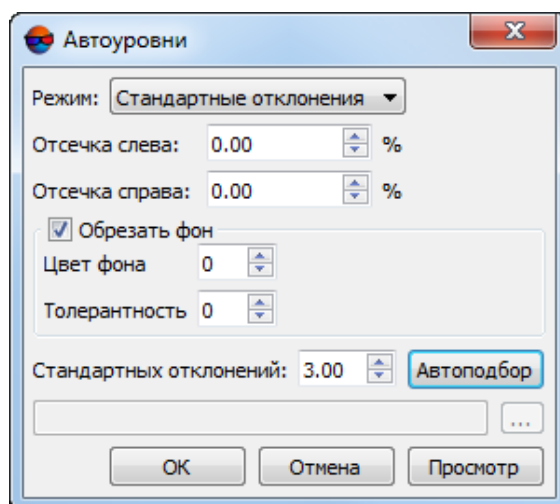 Автоуровни
Режим: Стандартные отклонения
Отсечка слева: 0.00 %
Отсечка справа: 0.00 %
Обрезать фон
Цвет фона 0
Толерантность 0
Стандартных отклонений: 3.00 Автоподбор
...
ОК Отмена Просмотр